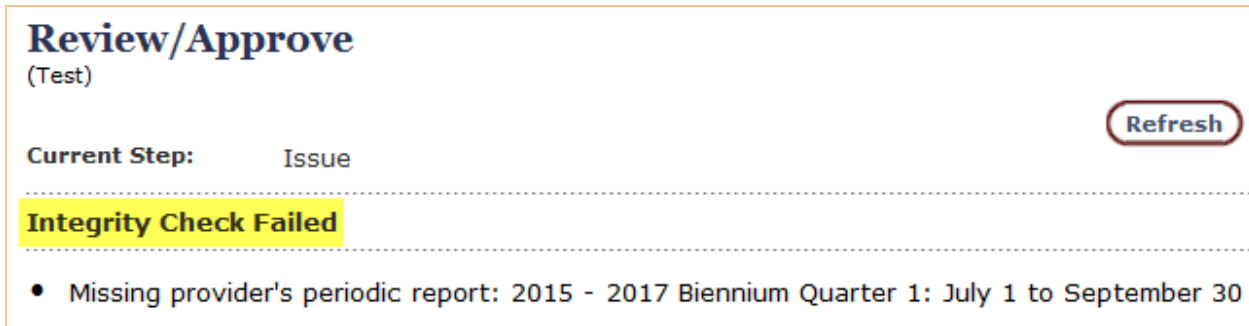 Review/Approve
(Test)
Refresh
Current Step: Issue
Integrity Check Failed
• Missing provider's periodic report: 2015 - 2017 Biennium Quarter 1: July 1 to September 30